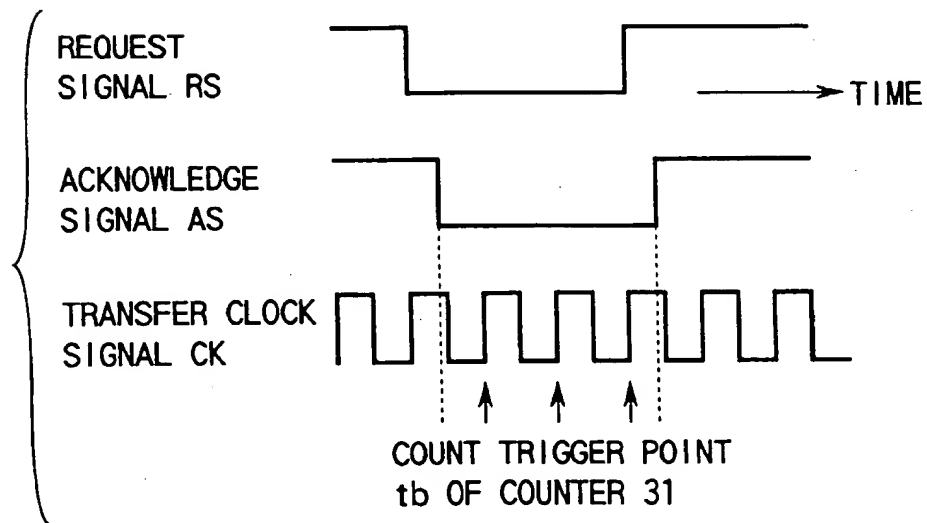 REQUEST
SIGNAL RS
TIME
ACKNOWLEDGE
SIGNAL AS
TRANSFER CLOCK
SIGNAL CK
COUNT TRIGGER POINT
tb OF COUNTER 31